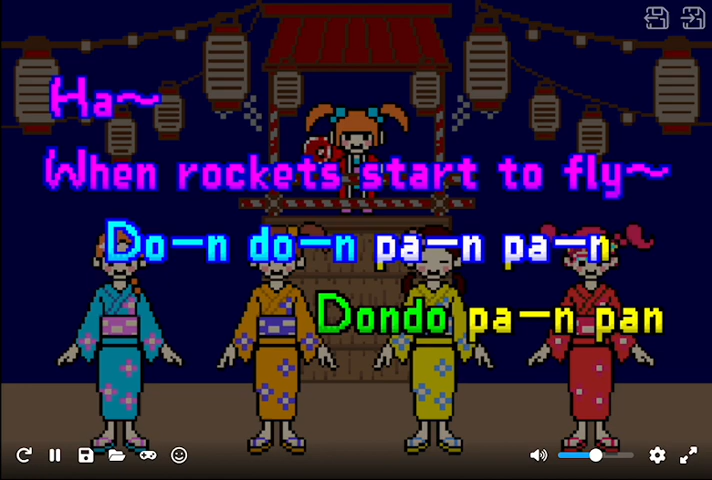 Ha～
When rockets start to fly～
Do—n do—n pa—n pa—n
Dondo pa—n pan